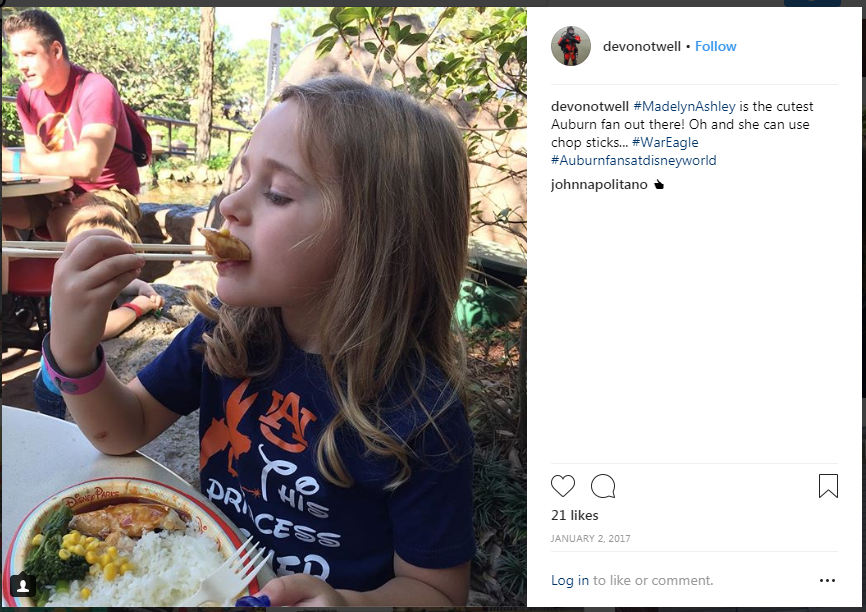 devonotwell • Follow
devonotwell #MadelynAshley is the cutest
Auburn fan out there! Oh and she can use
chop sticks... #WarEagle
#Auburnfansatdisneyworld
johnnapolitano
21 likes
JANUARY 2, 2017
Log in to like or comment.
AU
THIS
PRINCESS
DISNEY PARKS